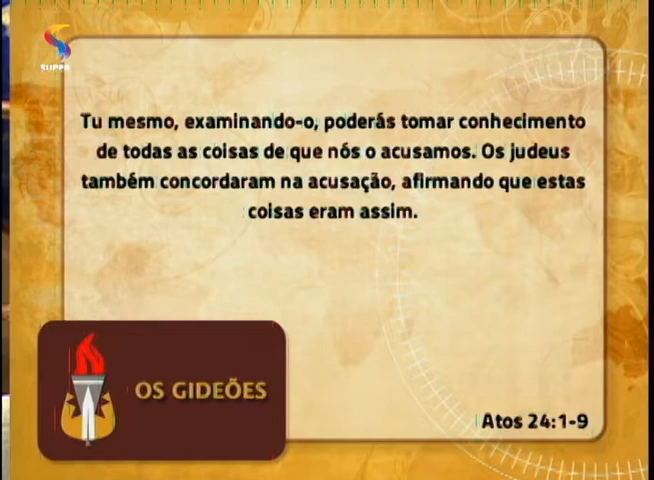 SUPER
Tu mesmo, examinando-o, poderás tomar conhecimento
de todas as coisas de que nós o acusamos. Os judeus
também concordaram na acusação, afirmando que estas
coisas eram assim.
OS GIDEÕES
Atos 24:1-9